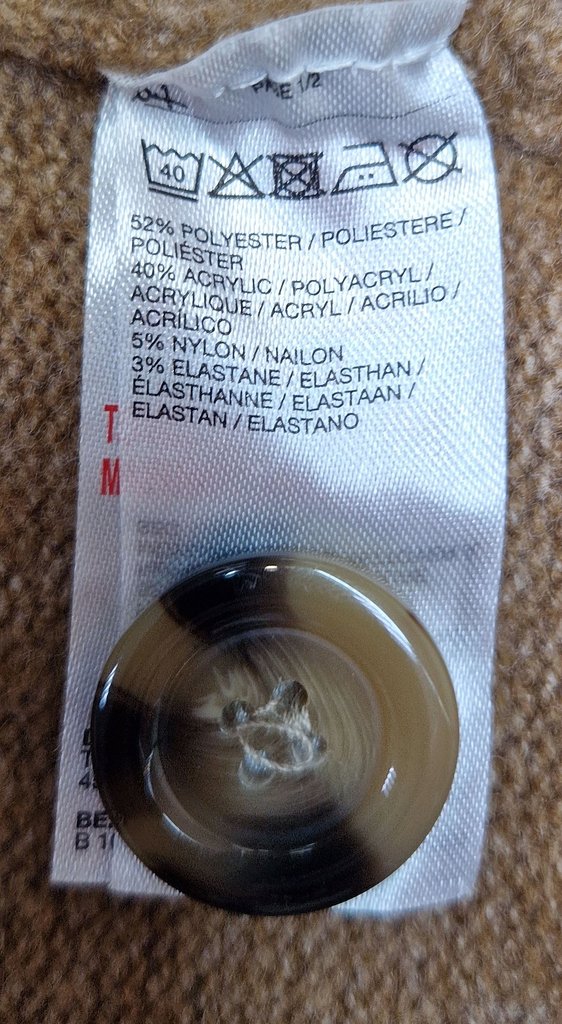 1/2
40
52% POLYESTER / POLIESTERE /
POLIÉSTER
40% ACRYLIC / POLYACRYL /
ACRYLIQUE / ACRYL / ACRILIO /
ACRÍLICO
5% NYLON / NAILON
3% ELASTANE / ELASTHAN /
ÉLASTHANNE / ELASTAAN /
ELASTAN / ELASTANO
T
M